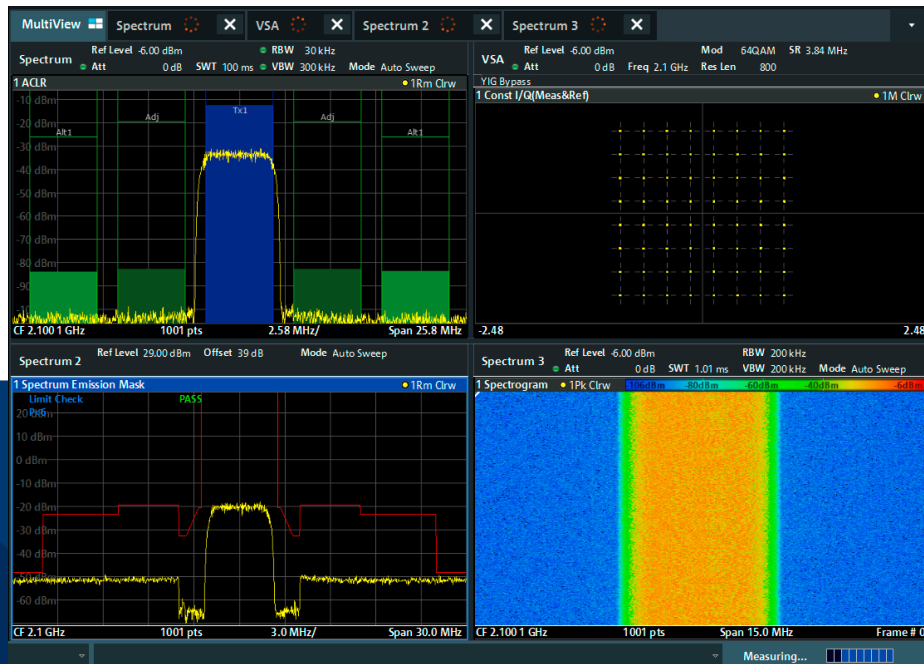 MultiView Spectrum X VSA X Spectrum 2 X Spectrum 3 X
Spectrum
Ref Level -6.00 dBm RBW 30 kHz
Att 0 dB SWT 100 ms VBW 300 kHz Mode Auto Sweep
1 ACLR 1Rm Clrw
-10 dBm
-20 dBm
-30 dBm
-40 dBm
-50 dBm
-60 dBm
-70 dBm
-80 dBm
-90
Alt1 Adj Tx1 Adj Alt1
CF 2.100 1 GHz 1001 pts 2.58 MHz/ Span 25.8 MHz
VSA
Ref Level -6.00 dBm Mod 64QAM SR 3.84 MHz
Att 0 dB Freq 2.1 GHz Res Len 800
YIG Bypass
1 Const I/Q(Meas&Ref) 1M Clrw
-2.48 2.48
Spectrum 2 Ref Level 29.00 dBm Offset 39 dB Mode Auto Sweep
1 Spectrum Emission Mask 1Rm Clrw
Limit Check PASS
20 dBm
10 dBm
0 dBm
-10 dBm
-20 dBm
-30 dBm
-40 dBm
-60 dBm
CF 2.1 GHz 1001 pts 3.0 MHz/ Span 30.0 MHz
Spectrum 3
Ref Level -6.00 dBm RBW 200 kHz
Att 0 dB SWT 1.01 ms VBW 200 kHz Mode Auto Sweep
1 Spectrogram 1Pk Clrw -106dBm -80dBm -60dBm -40dBm -6dBm
CF 2.100 1 GHz 1001 pts Span 15.0 MHz Frame # 0
Measuring...